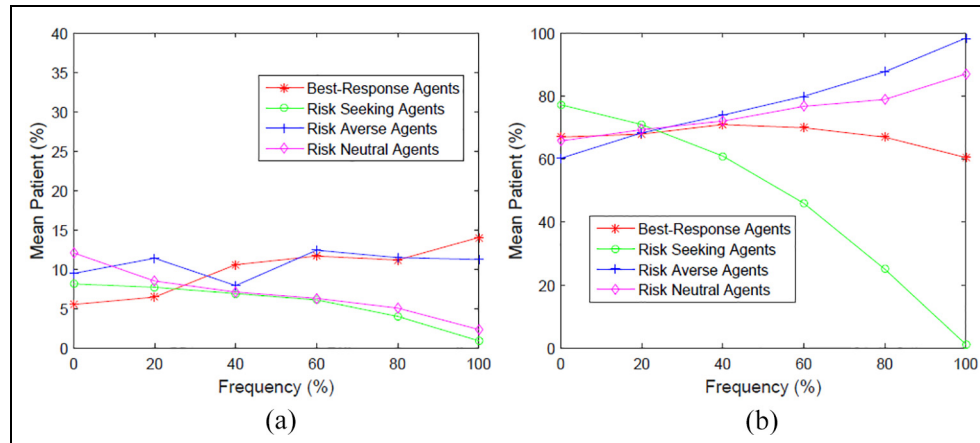 40
35
30
25
20
15
10
5
0
Mean Patient (%)
Best-Response Agents
Risk Seeking Agents
Risk Averse Agents
Risk Neutral Agents
0 20 40 60 80 100
Frequency (%)
(a)
100
80
60
40
20
0
Mean Patient (%)
Best-Response Agents
Risk Seeking Agents
Risk Averse Agents
Risk Neutral Agents
0 20 40 60 80 100
Frequency (%)
(b)